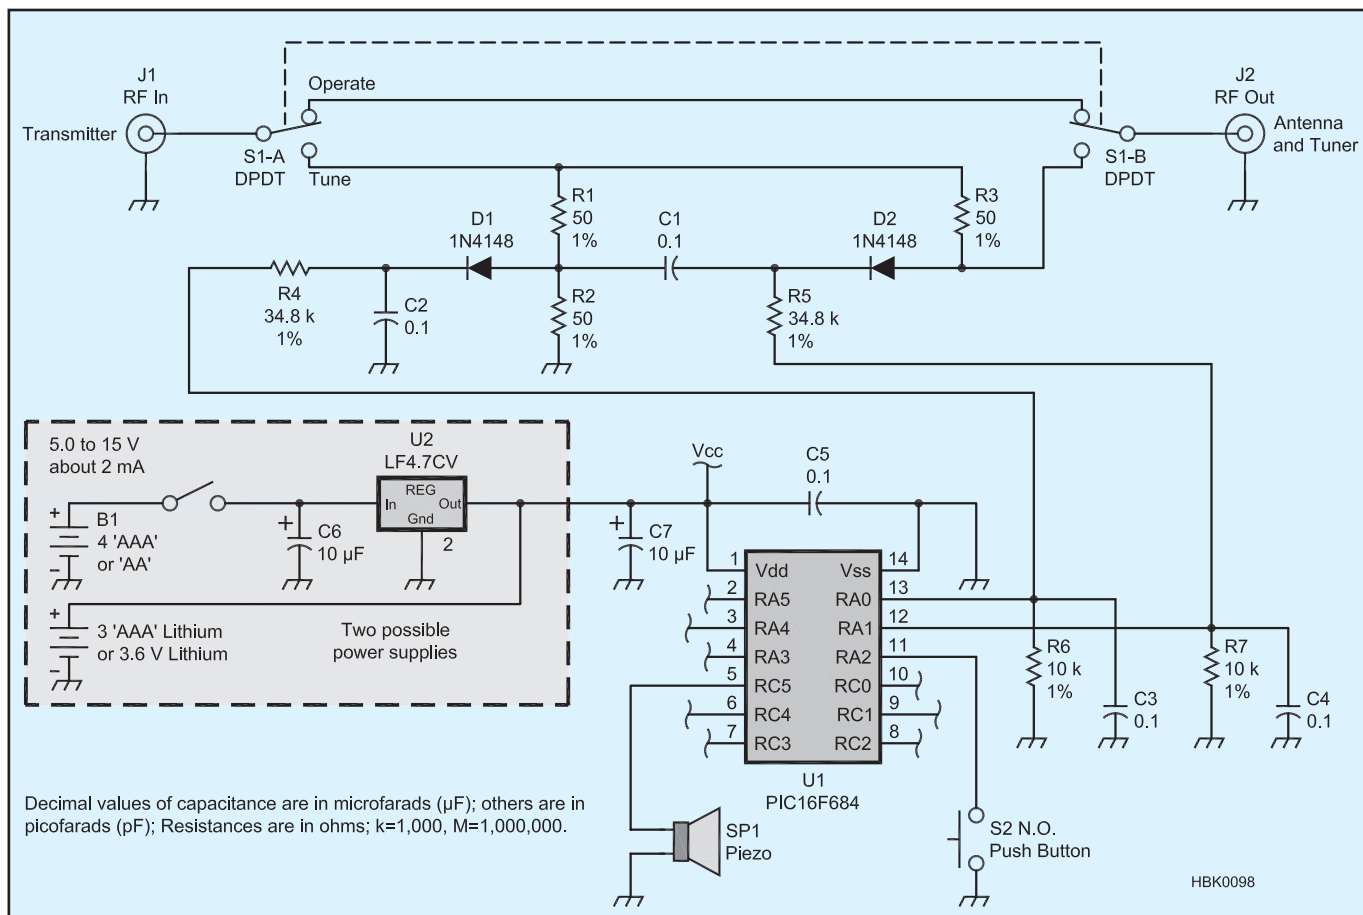 J1
RF In
Transmitter
S1-A
DPDT
Operate
Tune
J2
RF Out
Antenna
and Tuner
S1-B
DPDT
R1
50
1%
R3
50
1%
D1
1N4148
C1
0.1
D2
1N4148
R4
34.8 k
1%
C2
0.1
R2
50
1%
R5
34.8 k
1%
5.0 to 15 V
about 2 mA
U2
LF4.7CV
REG
In
Out
Gnd
2
+
B1
4 'AAA'
or 'AA'
−
+
C6
10 µF
+
3 'AAA' Lithium
or 3.6 V Lithium
−
Two possible
power supplies
+
C7
10 µF
Vcc
C5
0.1
1 Vdd Vss 14
2 RA5 RA0 13
3 RA4 RA1 12
4 RA3 RA2 11
5 RC5 RC0 10
6 RC4 RC1 9
7 RC3 RC2 8
U1
PIC16F684
R6
10 k
1%
C3
0.1
R7
10 k
1%
C4
0.1
SP1
Piezo
S2 N.O.
Push Button
Decimal values of capacitance are in microfarads (µF); others are in
picofarads (pF); Resistances are in ohms; k=1,000, M=1,000,000.
HBK0098